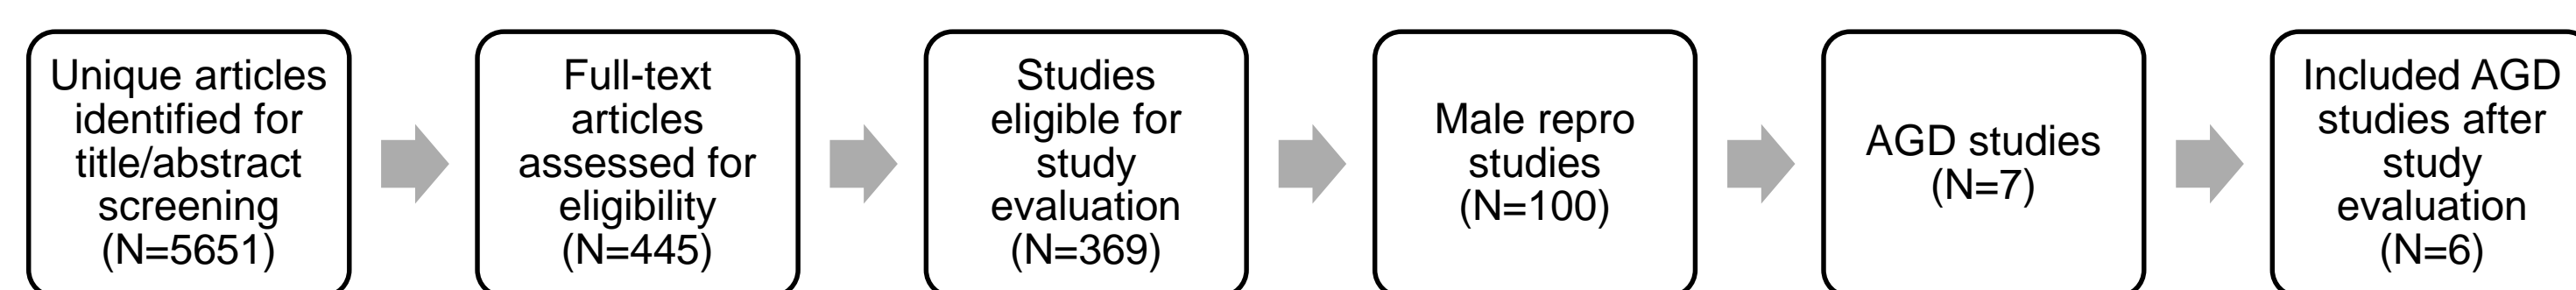 Unique articles
identified for
title/abstract
screening
(N=5651)
Full-text
articles
assessed for
eligibility
(N=445)
Studies
eligible for
study
evaluation
(N=369)
Male repro
studies
(N=100)
AGD studies
(N=7)
Included AGD
studies after
study
evaluation
(N=6)